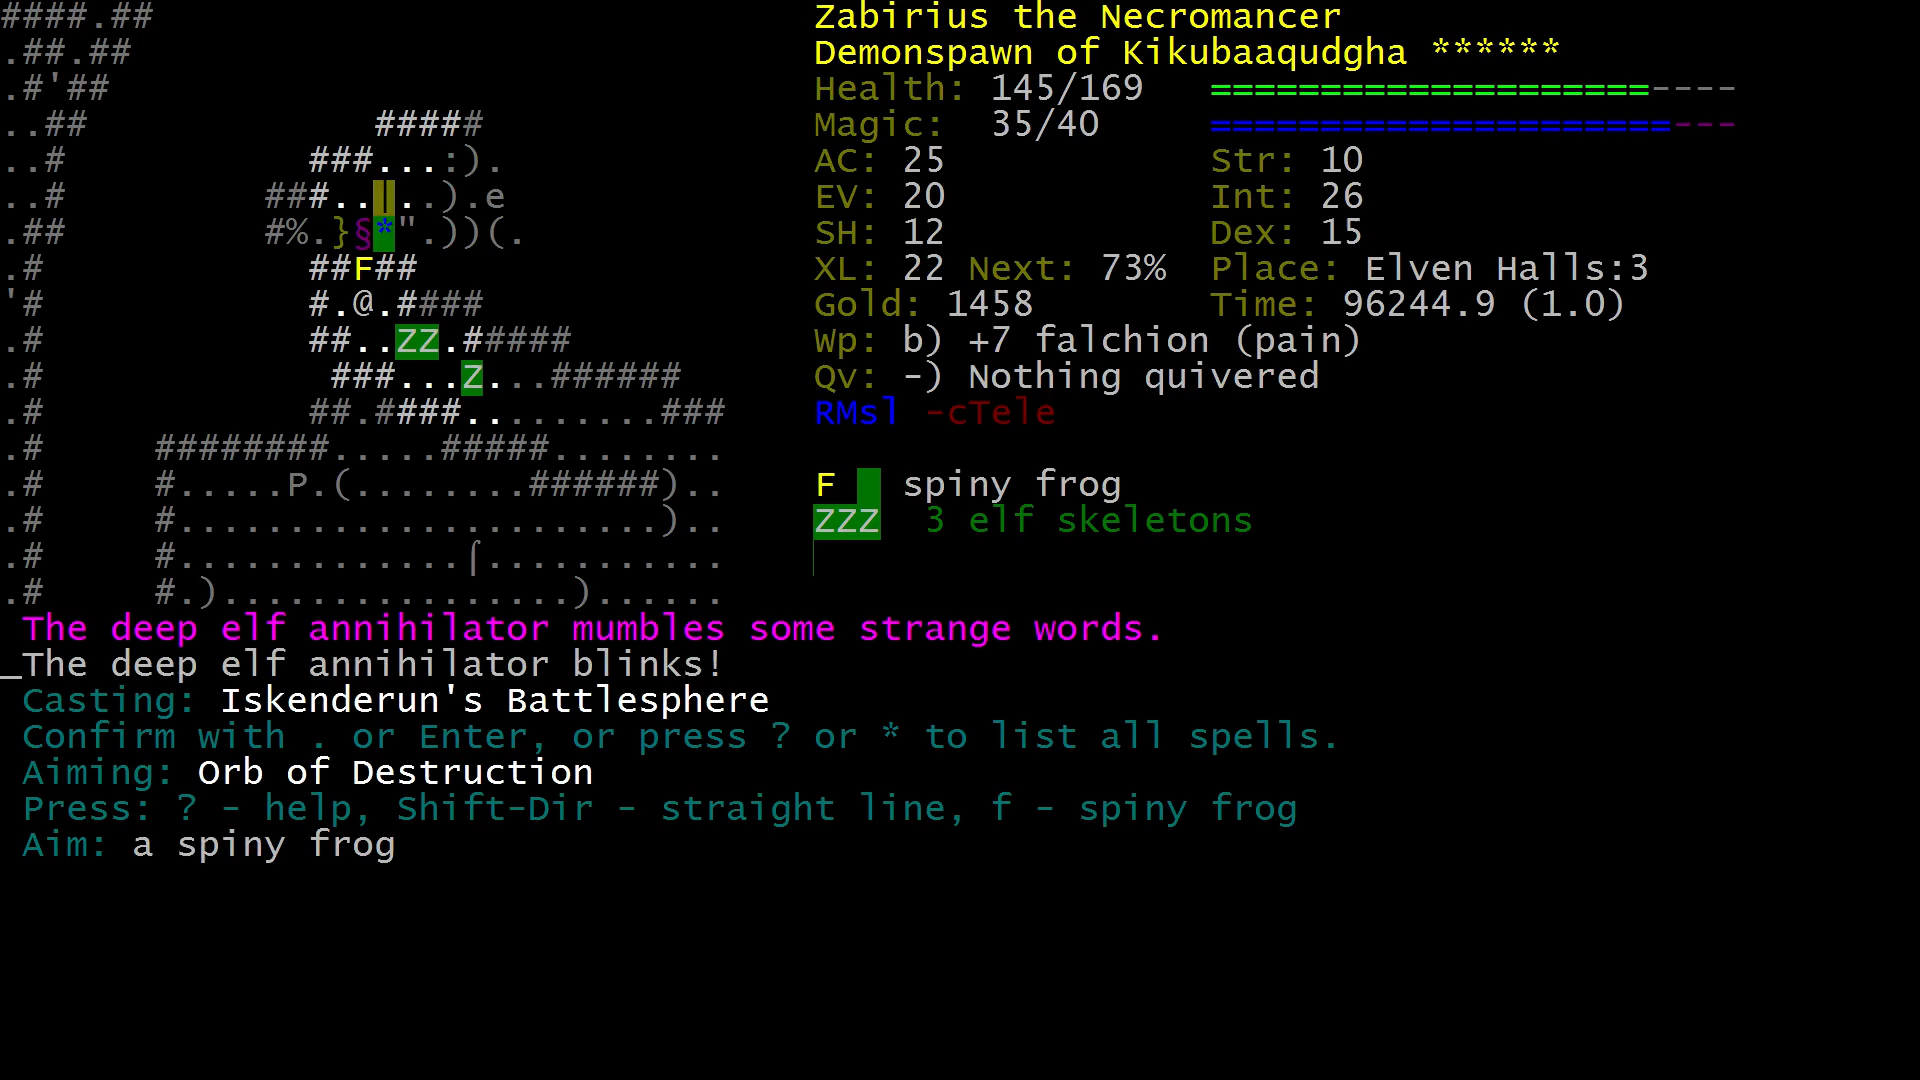 ####.## Zabirius the Necromancer
.##.## Demonspawn of Kikubaaqudgha ******
.#'## Health: 145/169 ====================----
..## ##### Magic: 35/40 =====================---
..# ###...:). AC: 25 Str: 10
..# ###..|..).e EV: 20 Int: 26
.## #%.}§*".))(. SH: 12 Dex: 15
.# ##F## XL: 22 Next: 73% Place: Elven Halls:3
'# #.@.#### Gold: 1458 Time: 96244.9 (1.0)
.# ##..ZZ.##### Wp: b) +7 falchion (pain)
.# ###...Z...###### Qv: -) Nothing quivered
.# ##.####.........### RMsl -cTele
.# ########.....#####........
.# #.....P.(........######).. F spiny frog
.# #......................).. ZZZ 3 elf skeletons
.# #.............⌠...........
.# #.)................)......
The deep elf annihilator mumbles some strange words.
_The deep elf annihilator blinks!
Casting: Iskenderun's Battlesphere
Confirm with . or Enter, or press ? or * to list all spells.
Aiming: Orb of Destruction
Press: ? - help, Shift-Dir - straight line, f - spiny frog
Aim: a spiny frog